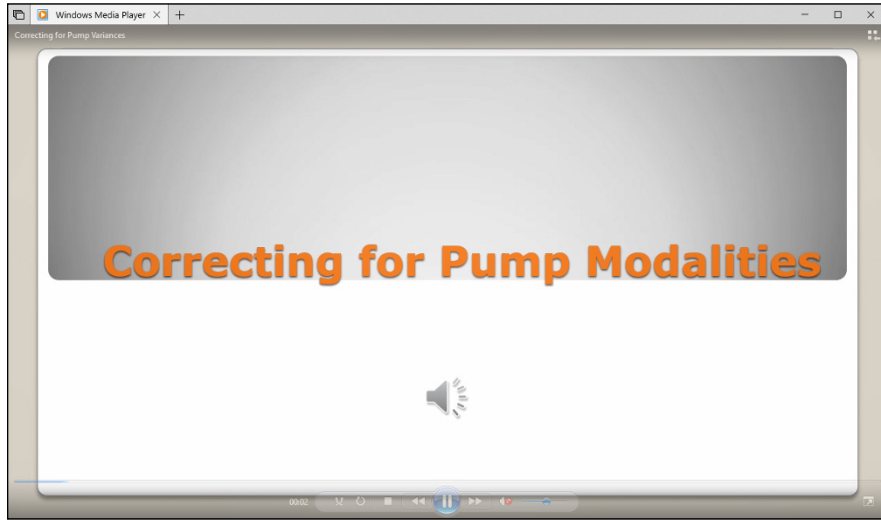 Windows Media Player
Correcting for Pump Variances
Correcting for Pump Modalities
00:02